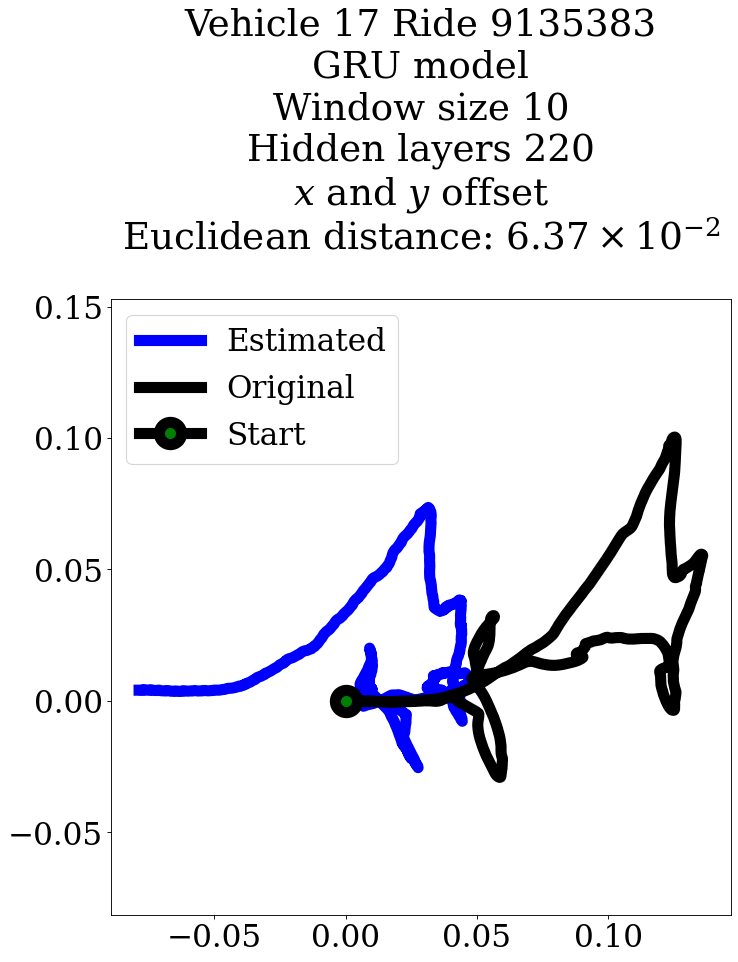 Vehicle 17 Ride 9135383
GRU model
Window size 10
Hidden layers 220
x and y offset
Euclidean distance: 6.37 × 10⁻²
Estimated
Original
Start
0.15
0.10
0.05
0.00
−0.05
−0.05 0.00 0.05 0.10